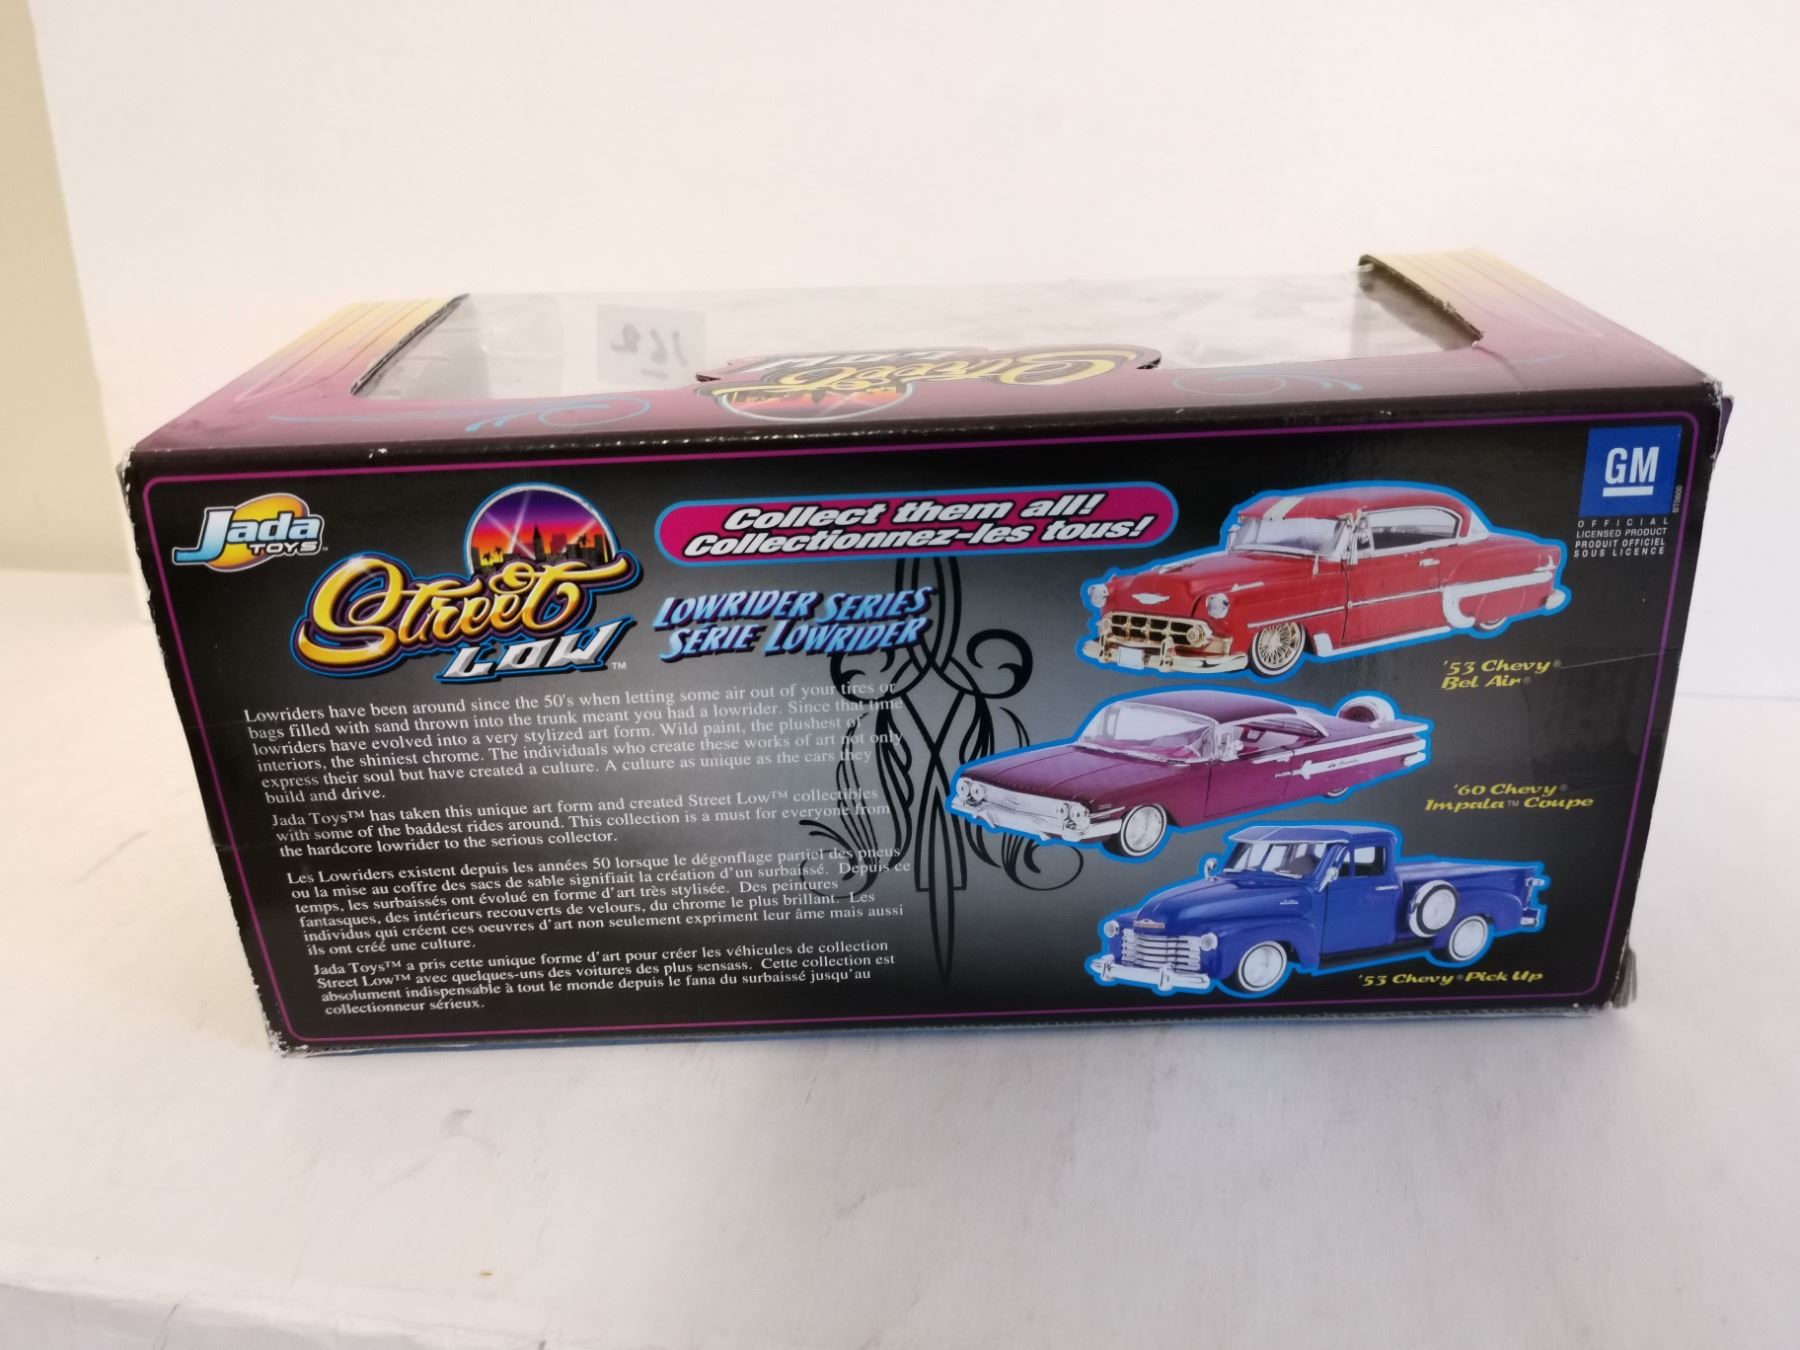 162
Street
LOW
Jada
TOYS™
Street
LOW™
Collect them all!
Collectionnez-les tous!
LOWRIDER SERIES
SÉRIE LOWRIDER
GM
OFFICIAL
LICENSED PRODUCT
PRODUIT OFFICIEL
SOUS LICENCE
'53 Chevy®
Bel Air®
'60 Chevy®
Impala™ Coupe
'53 Chevy® Pick Up
Lowriders have been around since the 50's when letting some air out of your tires or
bags filled with sand thrown into the trunk meant you had a lowrider. Since that time
lowriders have evolved into a very stylized art form. Wild paint, the plushest of
interiors, the shiniest chrome. The individuals who create these works of art not only
express their soul but have created a culture. A culture as unique as the cars they
build and drive.
Jada Toys™ has taken this unique art form and created Street Low™ collectibles
with some of the baddest rides around. This collection is a must for everyone from
the hardcore lowrider to the serious collector.
Les Lowriders existent depuis les années 50 lorsque le dégonflage partiel des pneus
ou la mise au coffre des sacs de sable signifiait la création d'un surbaissé. Depuis ce
temps, les surbaissés ont évolué en forme d'art très stylisée. Des peintures
fantasques, des intérieurs recouverts de velours, du chrome le plus brillant. Les
individus qui créent ces oeuvres d'art non seulement expriment leur âme mais aussi
ils ont créé une culture.
Jada Toys™ a pris cette unique forme d'art pour créer les véhicules de collection
Street Low™ avec quelques-uns des voitures des plus sensass. Cette collection est
absolument indispensable à tout le monde depuis le fana du surbaissé jusqu'au
collectionneur sérieux.